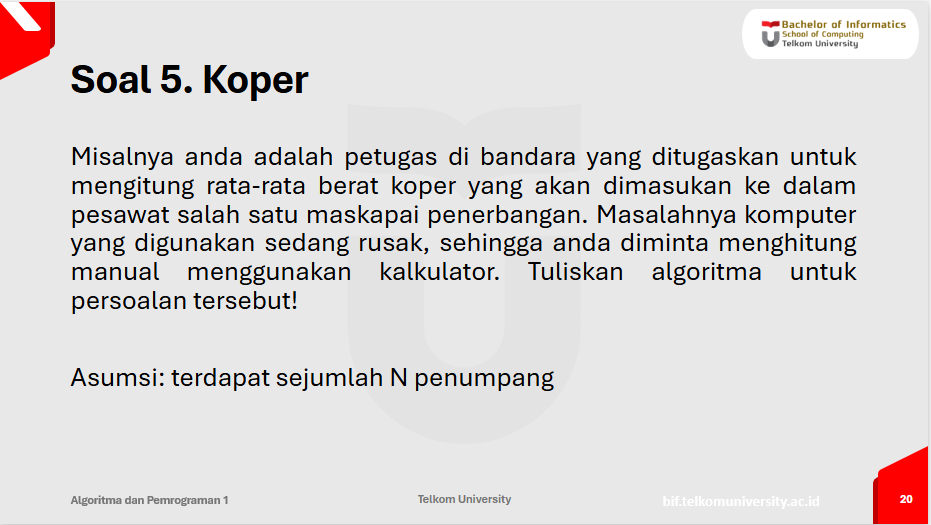 Bachelor of Informatics
School of Computing
Telkom University
Soal 5. Koper
Misalnya anda adalah petugas di bandara yang ditugaskan untuk
mengitung rata-rata berat koper yang akan dimasukan ke dalam
pesawat salah satu maskapai penerbangan. Masalahnya komputer
yang digunakan sedang rusak, sehingga anda diminta menghitung
manual menggunakan kalkulator. Tuliskan algoritma untuk
persoalan tersebut!
Asumsi: terdapat sejumlah N penumpang
Algoritma dan Pemrograman 1
Telkom University
bif.telkomuniversity.ac.id
20